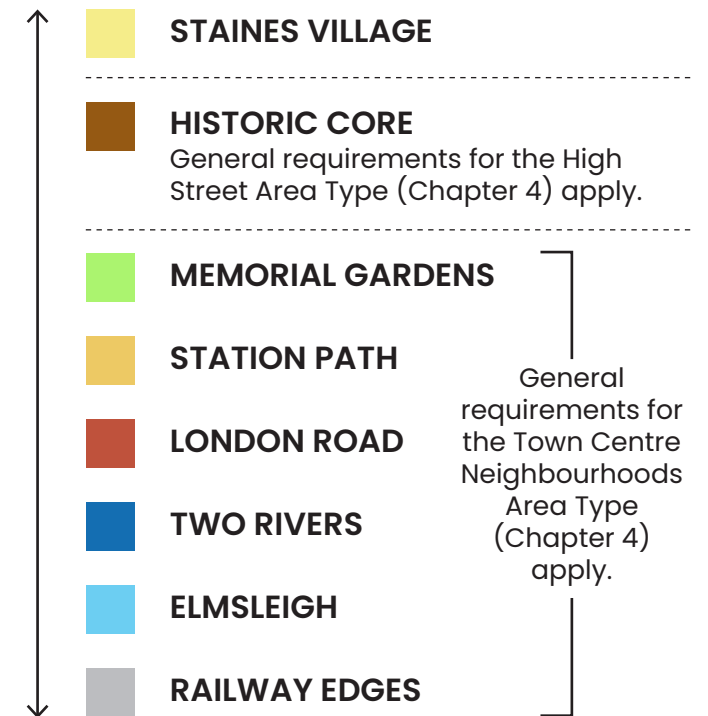 STAINES VILLAGE
HISTORIC CORE
General requirements for the High
Street Area Type (Chapter 4) apply.
MEMORIAL GARDENS
STATION PATH
LONDON ROAD
TWO RIVERS
ELMSLEIGH
RAILWAY EDGES
General
requirements for
the Town Centre
Neighbourhoods
Area Type
(Chapter 4)
apply.